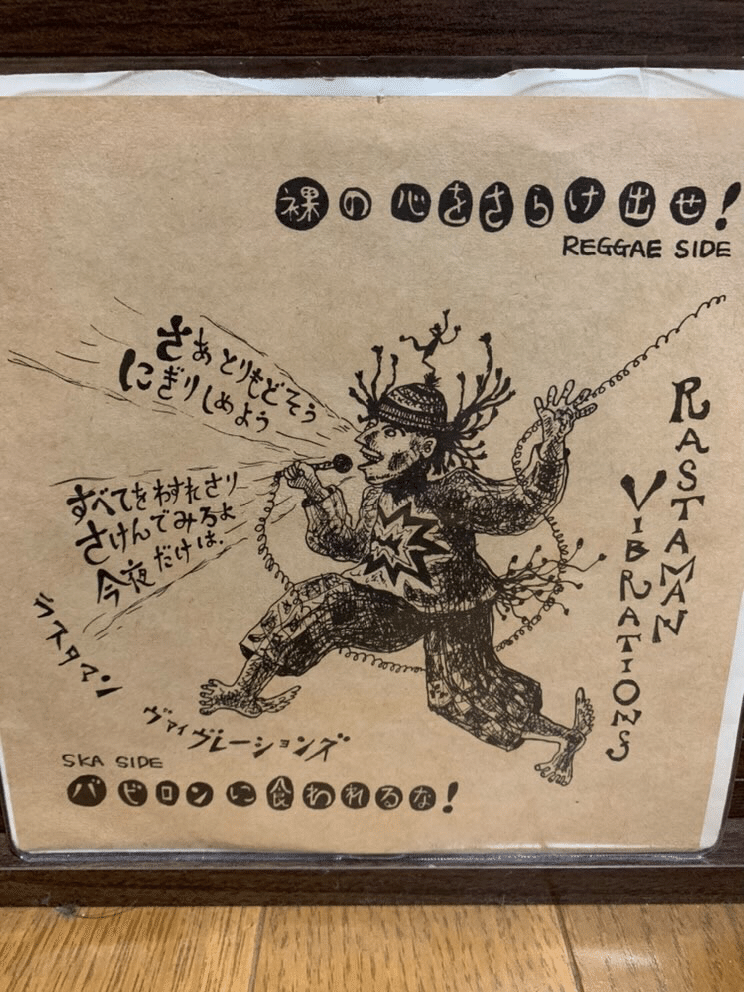 裸の心をさらけ出せ!
REGGAE SIDE
さぁとりもどそう
にぎりしめよう
すべてをわすれさり
さけんでみろよ
今夜だけは.
RASTAMAN
VIBRATIONS
ラスタマン
ヴァイヴレーションズ
SKA SIDE
バビロンに食われるな!